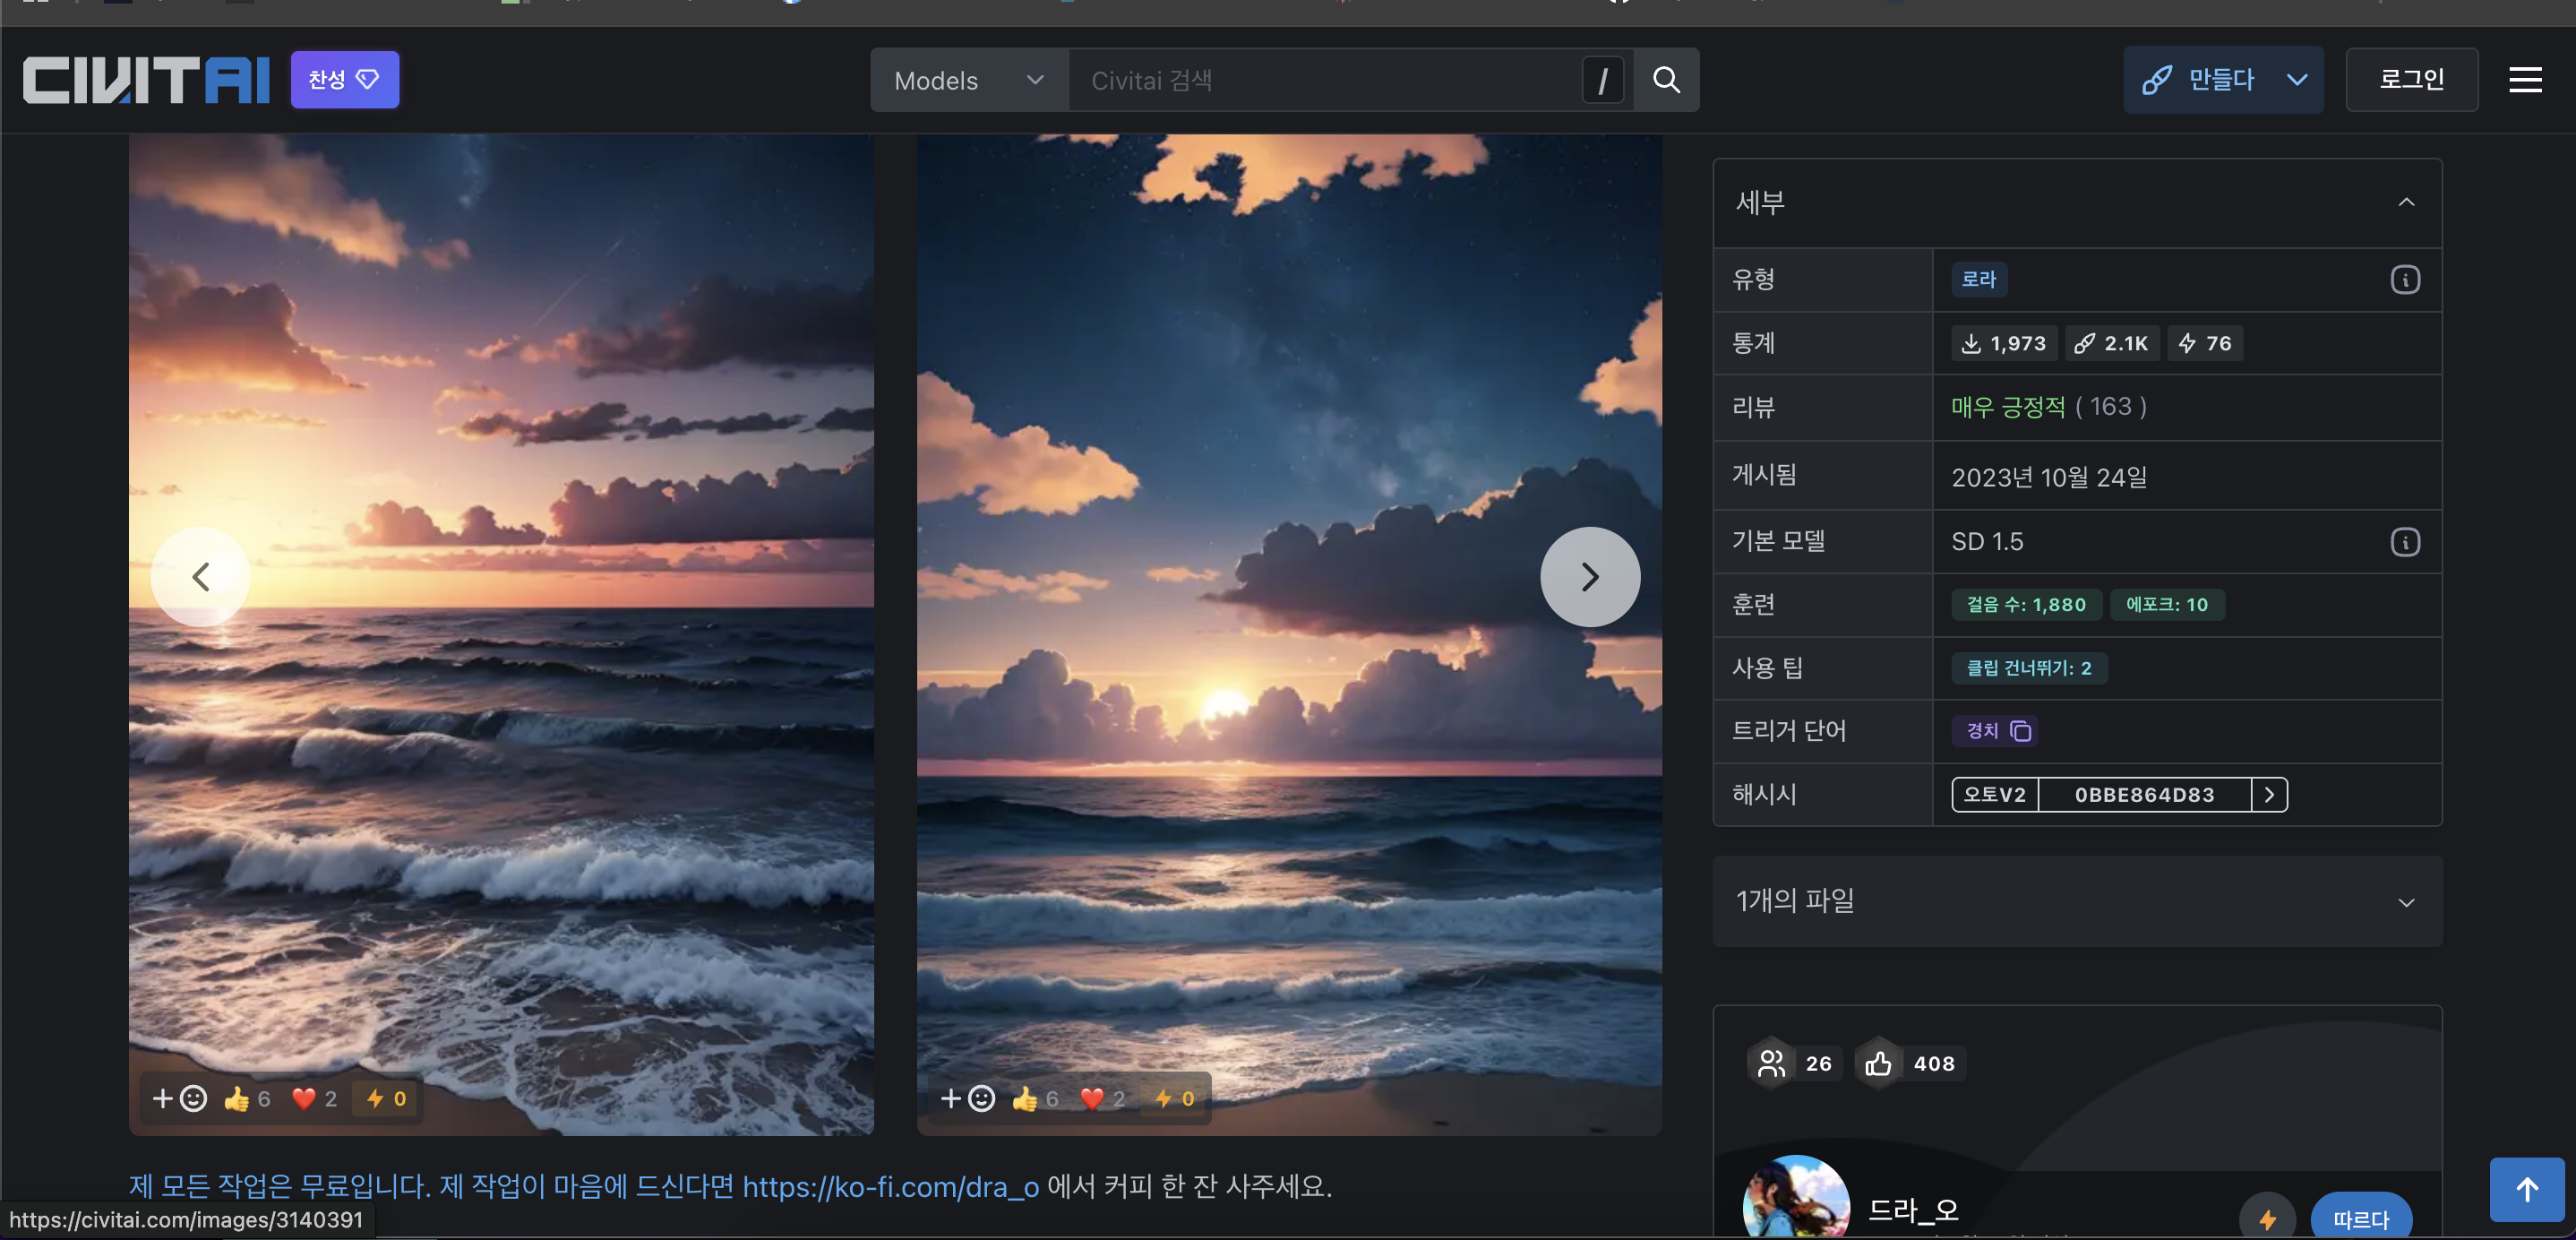 CIVITAI
찬성
Models
Civitai 검색
/
만들다
로그인
세부
유형
로라
통계
1,973
2.1K
76
리뷰
매우 긍정적 ( 163 )
게시됨
2023년 10월 24일
기본 모델
SD 1.5
훈련
걸음 수: 1,880
에포크: 10
사용 팁
클립 건너뛰기: 2
트리거 단어
경치
해시시
오토V2
0BBE864D83
1개의 파일
26
408
드라_오
따르다
6
2
0
6
2
0
제 모든 작업은 무료입니다. 제 작업이 마음에 드신다면 https://ko-fi.com/dra_o 에서 커피 한 잔 사주세요.
https://civitai.com/images/3140391